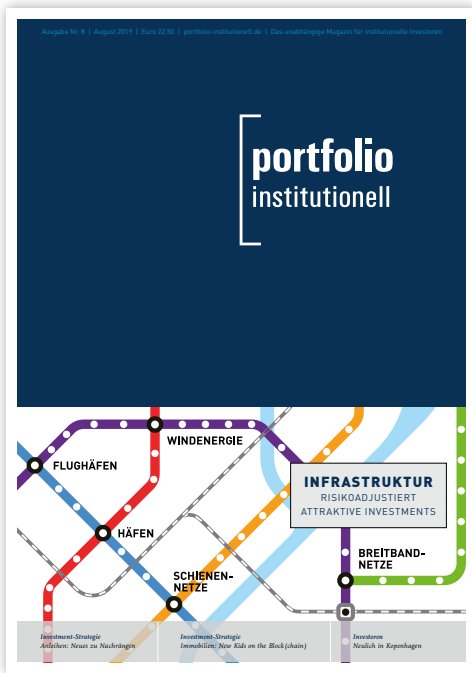 Ausgabe Nr. 8 | August 2019 | Euro 22,50 | portfolio-institutionell.de | Das unabhängige Magazin für institutionelle Investoren
portfolio
institutionell
WINDENERGIE
FLUGHÄFEN
INFRASTRUKTUR
RISIKOADJUSTIERT
ATTRAKTIVE INVESTMENTS
HÄFEN
BREITBAND-
NETZE
SCHIENEN-
NETZE
Investment-Strategie
Anleihen: Neues zu Nachrängen
Investment-Strategie
Immobilien: New Kids on the Block(chain)
Investoren
Neulich in Kopenhagen